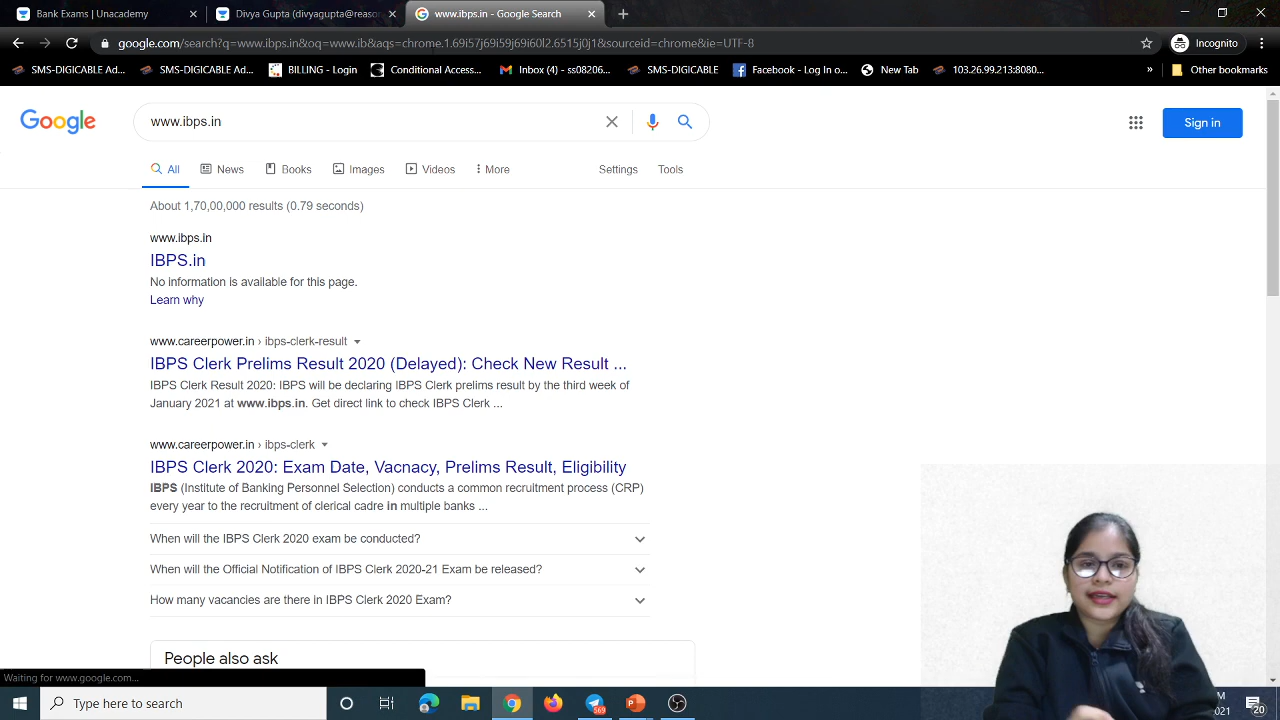 Bank Exams | Unacademy
Divya Gupta (divyagupta@reason
www.ibps.in - Google Search
google.com/search?q=www.ibps.in&oq=www.ib&aqs=chrome.1.69i57j69i59j69i60l2.6515j0j1&sourceid=chrome&ie=UTF-8
Incognito
SMS-DIGICABLE Ad...
SMS-DIGICABLE Ad...
BILLING - Login
Conditional Access...
Inbox (4) - ss08206...
SMS-DIGICABLE
Facebook - Log In o...
New Tab
103.26.99.213:8080...
»
Other bookmarks
Google
www.ibps.in
Sign in
All
News
Books
Images
Videos
More
Settings
Tools
About 1,70,00,000 results (0.79 seconds)
www.ibps.in
IBPS.in
No information is available for this page.
Learn why
www.careerpower.in › ibps-clerk-result
IBPS Clerk Prelims Result 2020 (Delayed): Check New Result ...
IBPS Clerk Result 2020: IBPS will be declaring IBPS Clerk prelims result by the third week of
January 2021 at www.ibps.in. Get direct link to check IBPS Clerk ...
www.careerpower.in › ibps-clerk
IBPS Clerk 2020: Exam Date, Vacnacy, Prelims Result, Eligibility
IBPS (Institute of Banking Personnel Selection) conducts a common recruitment process (CRP)
every year to the recruitment of clerical cadre in multiple banks ...
When will the IBPS Clerk 2020 exam be conducted?
When will the Official Notification of IBPS Clerk 2020-21 Exam be released?
How many vacancies are there in IBPS Clerk 2020 Exam?
People also ask
Waiting for www.google.com...
Type here to search
569
M
021
20